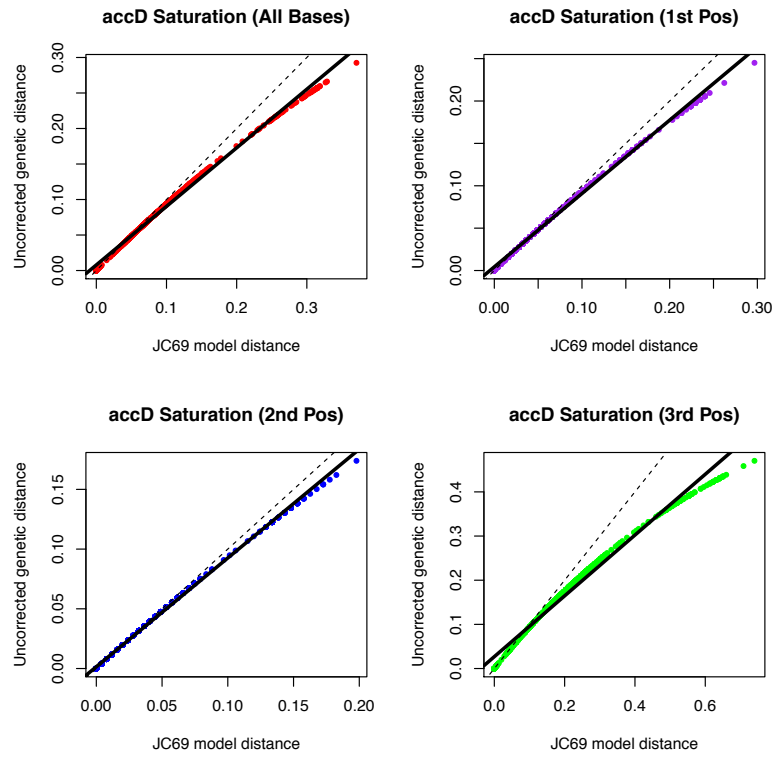 accD Saturation (All Bases)
Uncorrected genetic distance
0.00 0.10 0.20 0.30
0.0 0.1 0.2 0.3
JC69 model distance
accD Saturation (1st Pos)
Uncorrected genetic distance
0.00 0.10 0.20
0.00 0.10 0.20 0.30
JC69 model distance
accD Saturation (2nd Pos)
Uncorrected genetic distance
0.00 0.05 0.10 0.15
0.00 0.05 0.10 0.15 0.20
JC69 model distance
accD Saturation (3rd Pos)
Uncorrected genetic distance
0.0 0.1 0.2 0.3 0.4
0.0 0.2 0.4 0.6
JC69 model distance